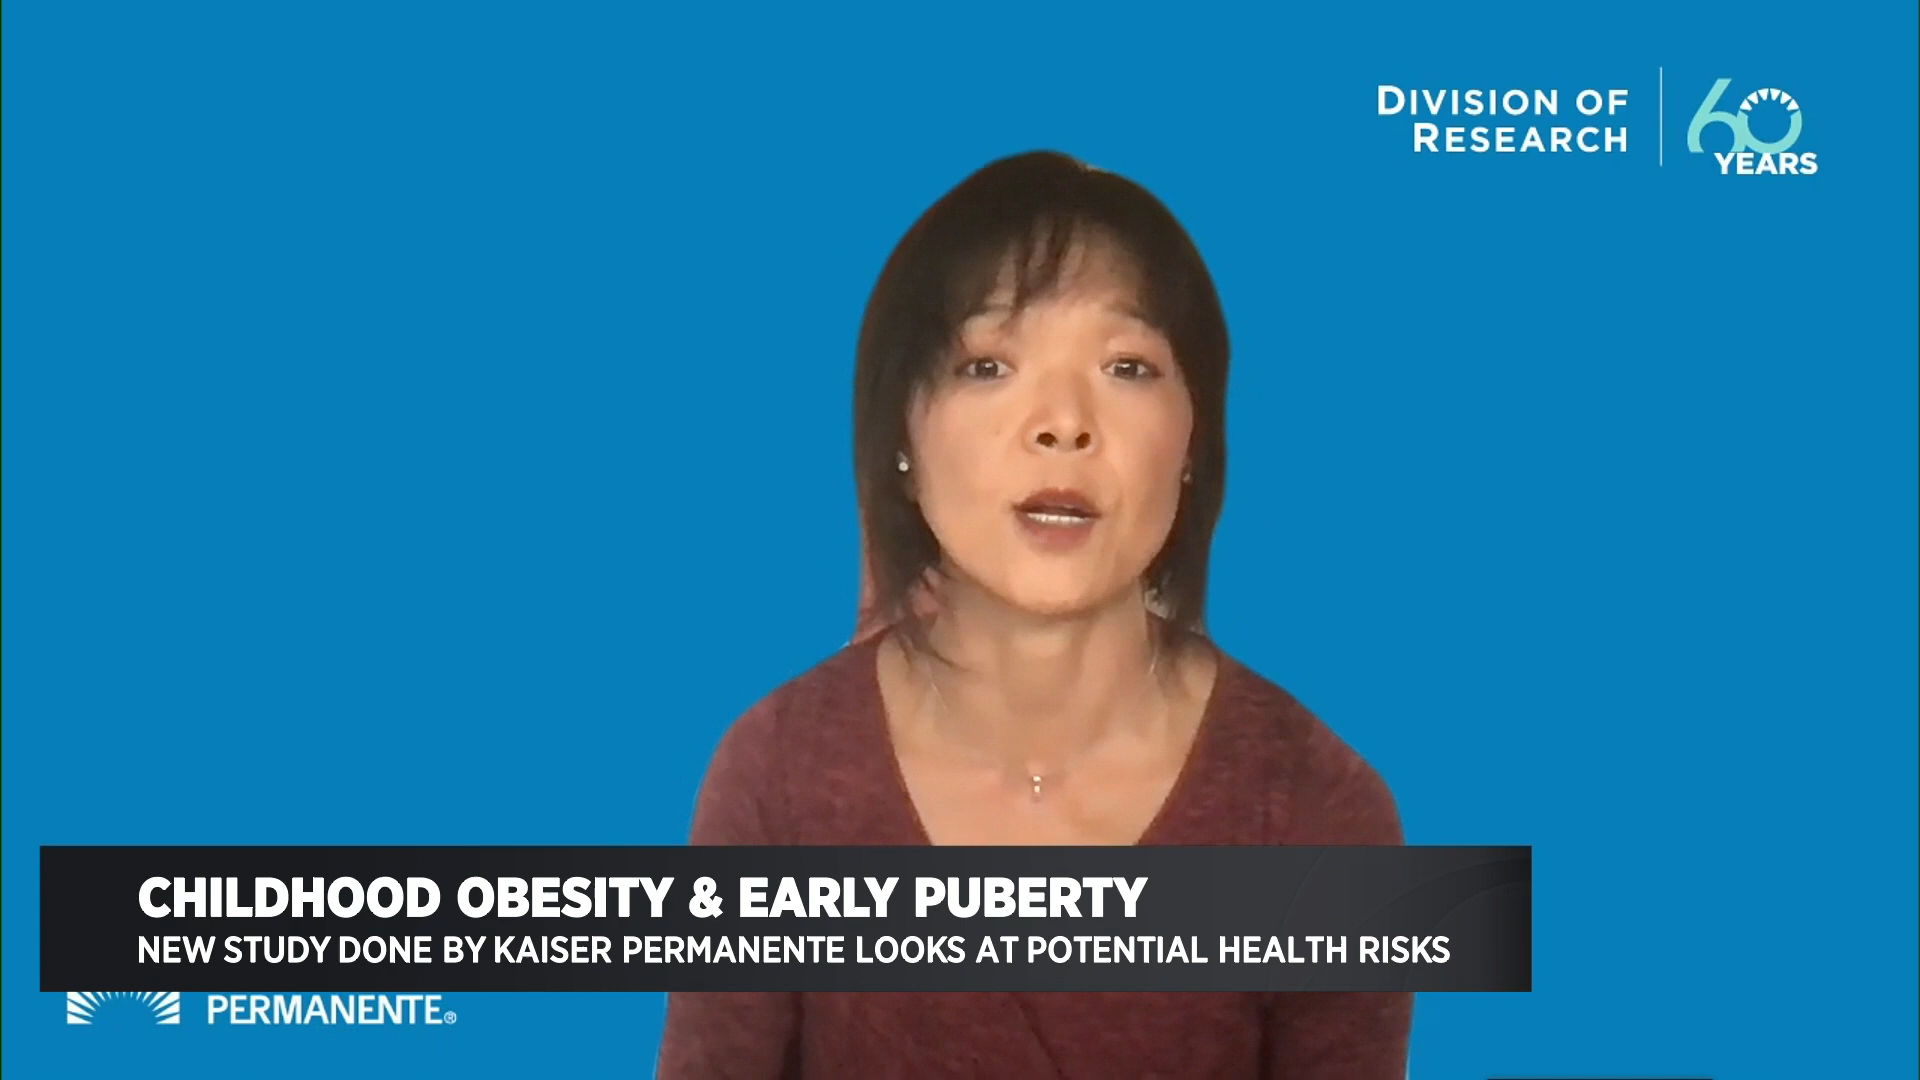 DIVISION OF
RESEARCH
60
YEARS
CHILDHOOD OBESITY & EARLY PUBERTY
NEW STUDY DONE BY KAISER PERMANENTE LOOKS AT POTENTIAL HEALTH RISKS
PERMANENTE®